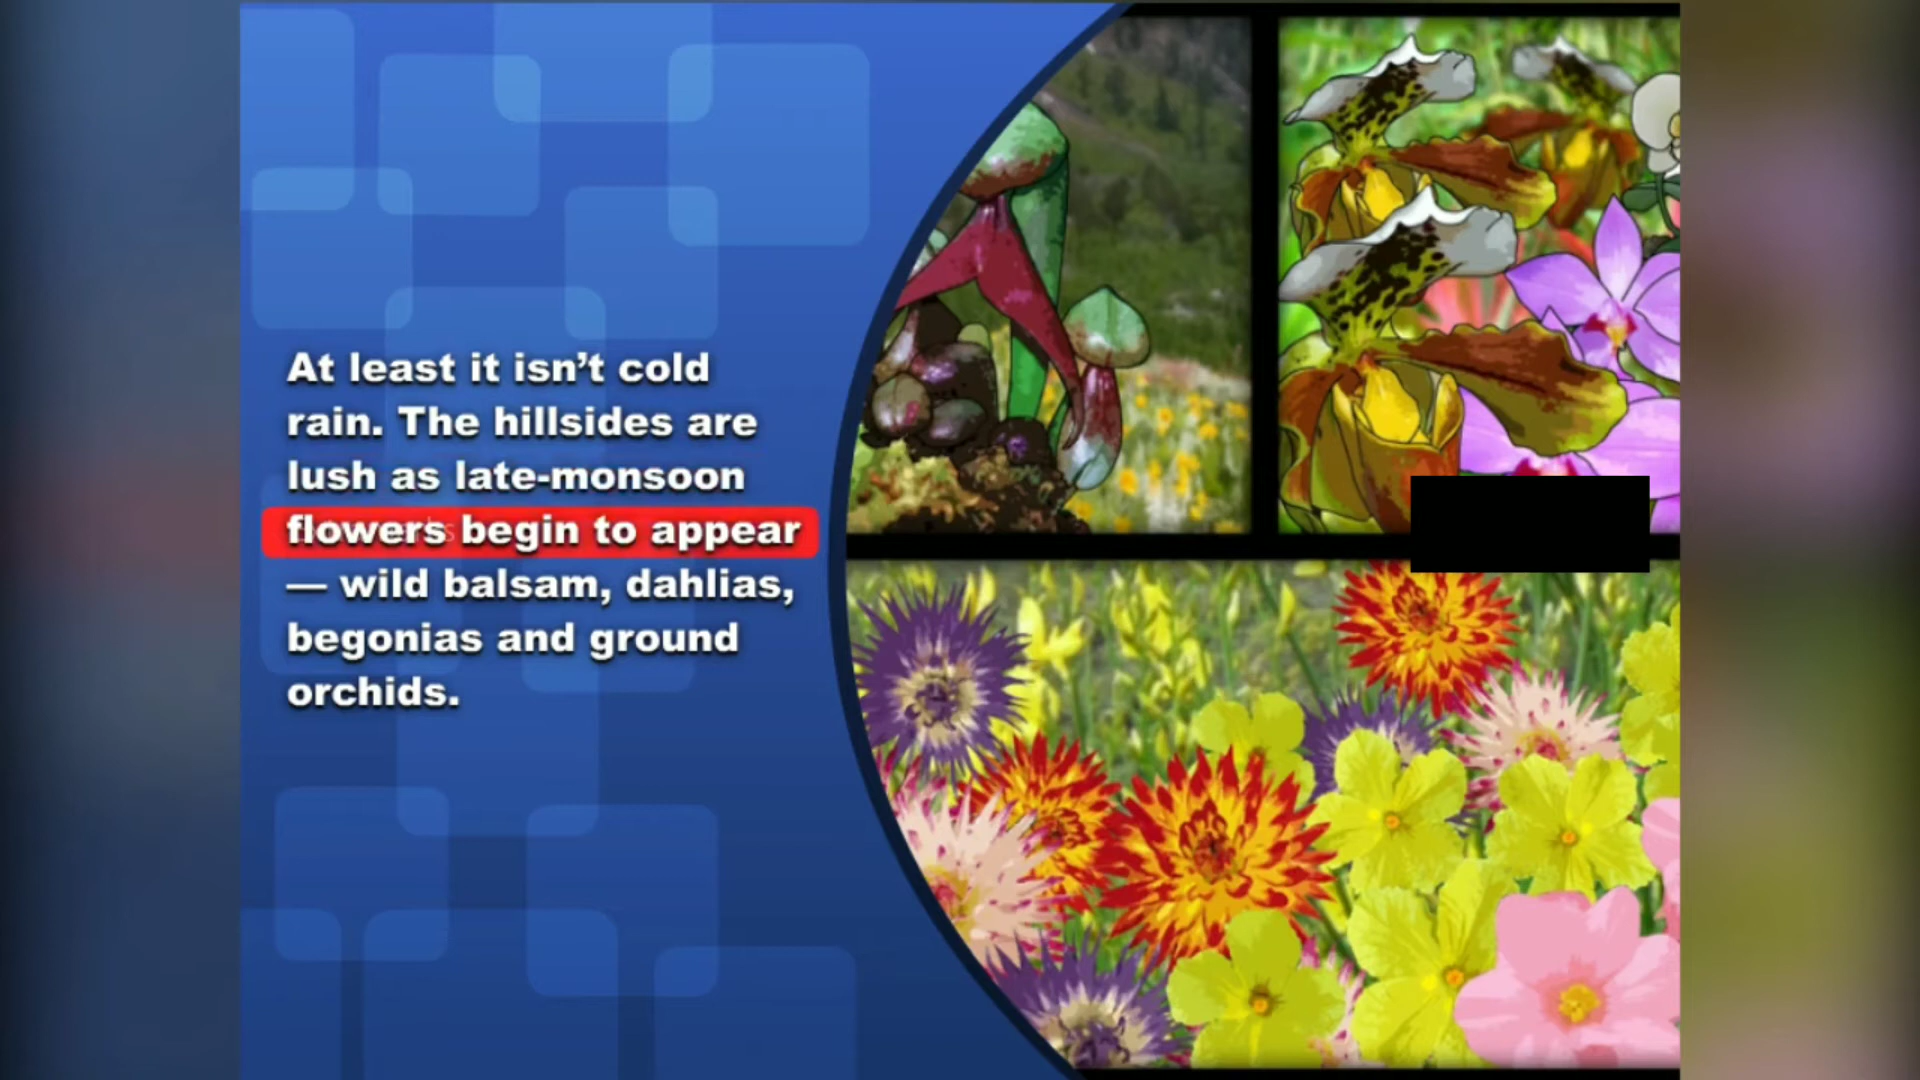 At least it isn’t cold
rain. The hillsides are
lush as late-monsoon
flowers begin to appear
— wild balsam, dahlias,
begonias and ground
orchids.